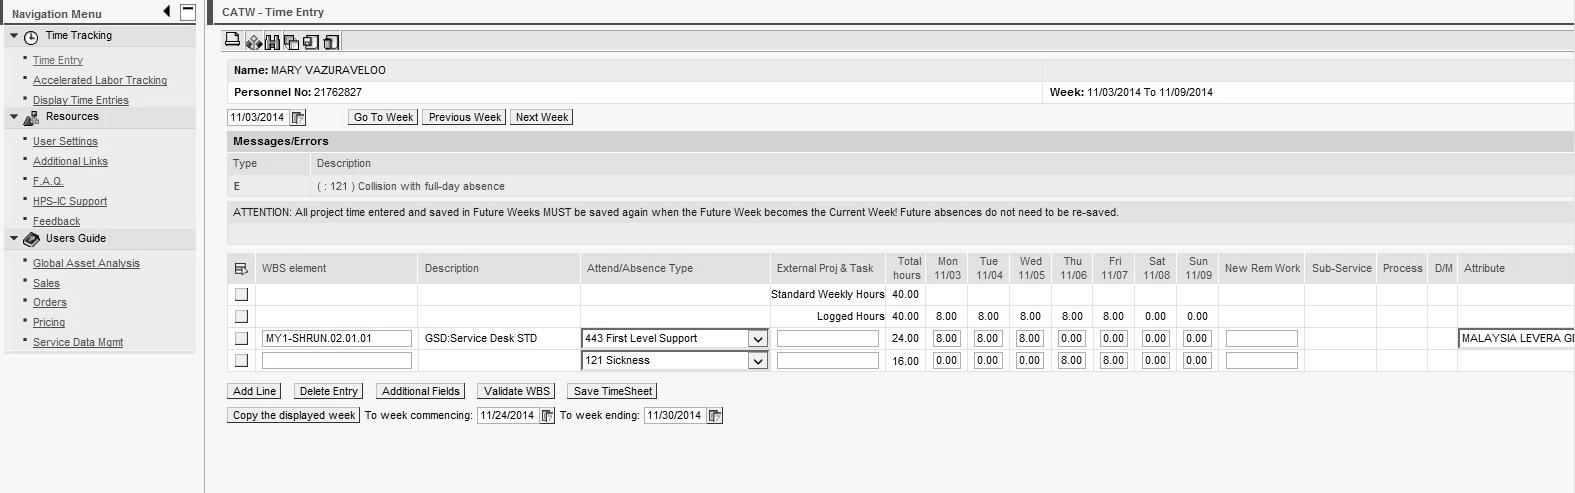 Navigation Menu
Time Tracking
Time Entry
Accelerated Labor Tracking
Display Time Entries
Resources
User Settings
Additional Links
F.A.Q.
HPS-IC Support
Feedback
Users Guide
Global Asset Analysis
Sales
Orders
Pricing
Service Data Mgmt
CATW - Time Entry
Name: MARY VAZURAVELOO
Personnel No: 21762827 Week: 11/03/2014 To 11/09/2014
11/03/2014 Go To Week Previous Week Next Week
Messages/Errors
Type Description
E ( : 121 ) Collision with full-day absence
ATTENTION: All project time entered and saved in Future Weeks MUST be saved again when the Future Week becomes the Current Week! Future absences do not need to be re-saved.
WBS element Description Attend/Absence Type External Proj & Task Total hours Mon 11/03 Tue 11/04 Wed 11/05 Thu 11/06 Fri 11/07 Sat 11/08 Sun 11/09 New Rem Work Sub-Service Process D/M Attribute
Standard Weekly Hours 40.00
Logged Hours 40.00 8.00 8.00 8.00 8.00 8.00 0.00 0.00
MY1-SHRUN.02.01.01 GSD:Service Desk STD 443 First Level Support 24.00 8.00 8.00 8.00 0.00 0.00 0.00 0.00 MALAYSIA LEVERA GE
121 Sickness 16.00 0.00 0.00 0.00 8.00 8.00 0.00 0.00
Add Line Delete Entry Additional Fields Validate WBS Save TimeSheet
Copy the displayed week To week commencing: 11/24/2014 To week ending: 11/30/2014